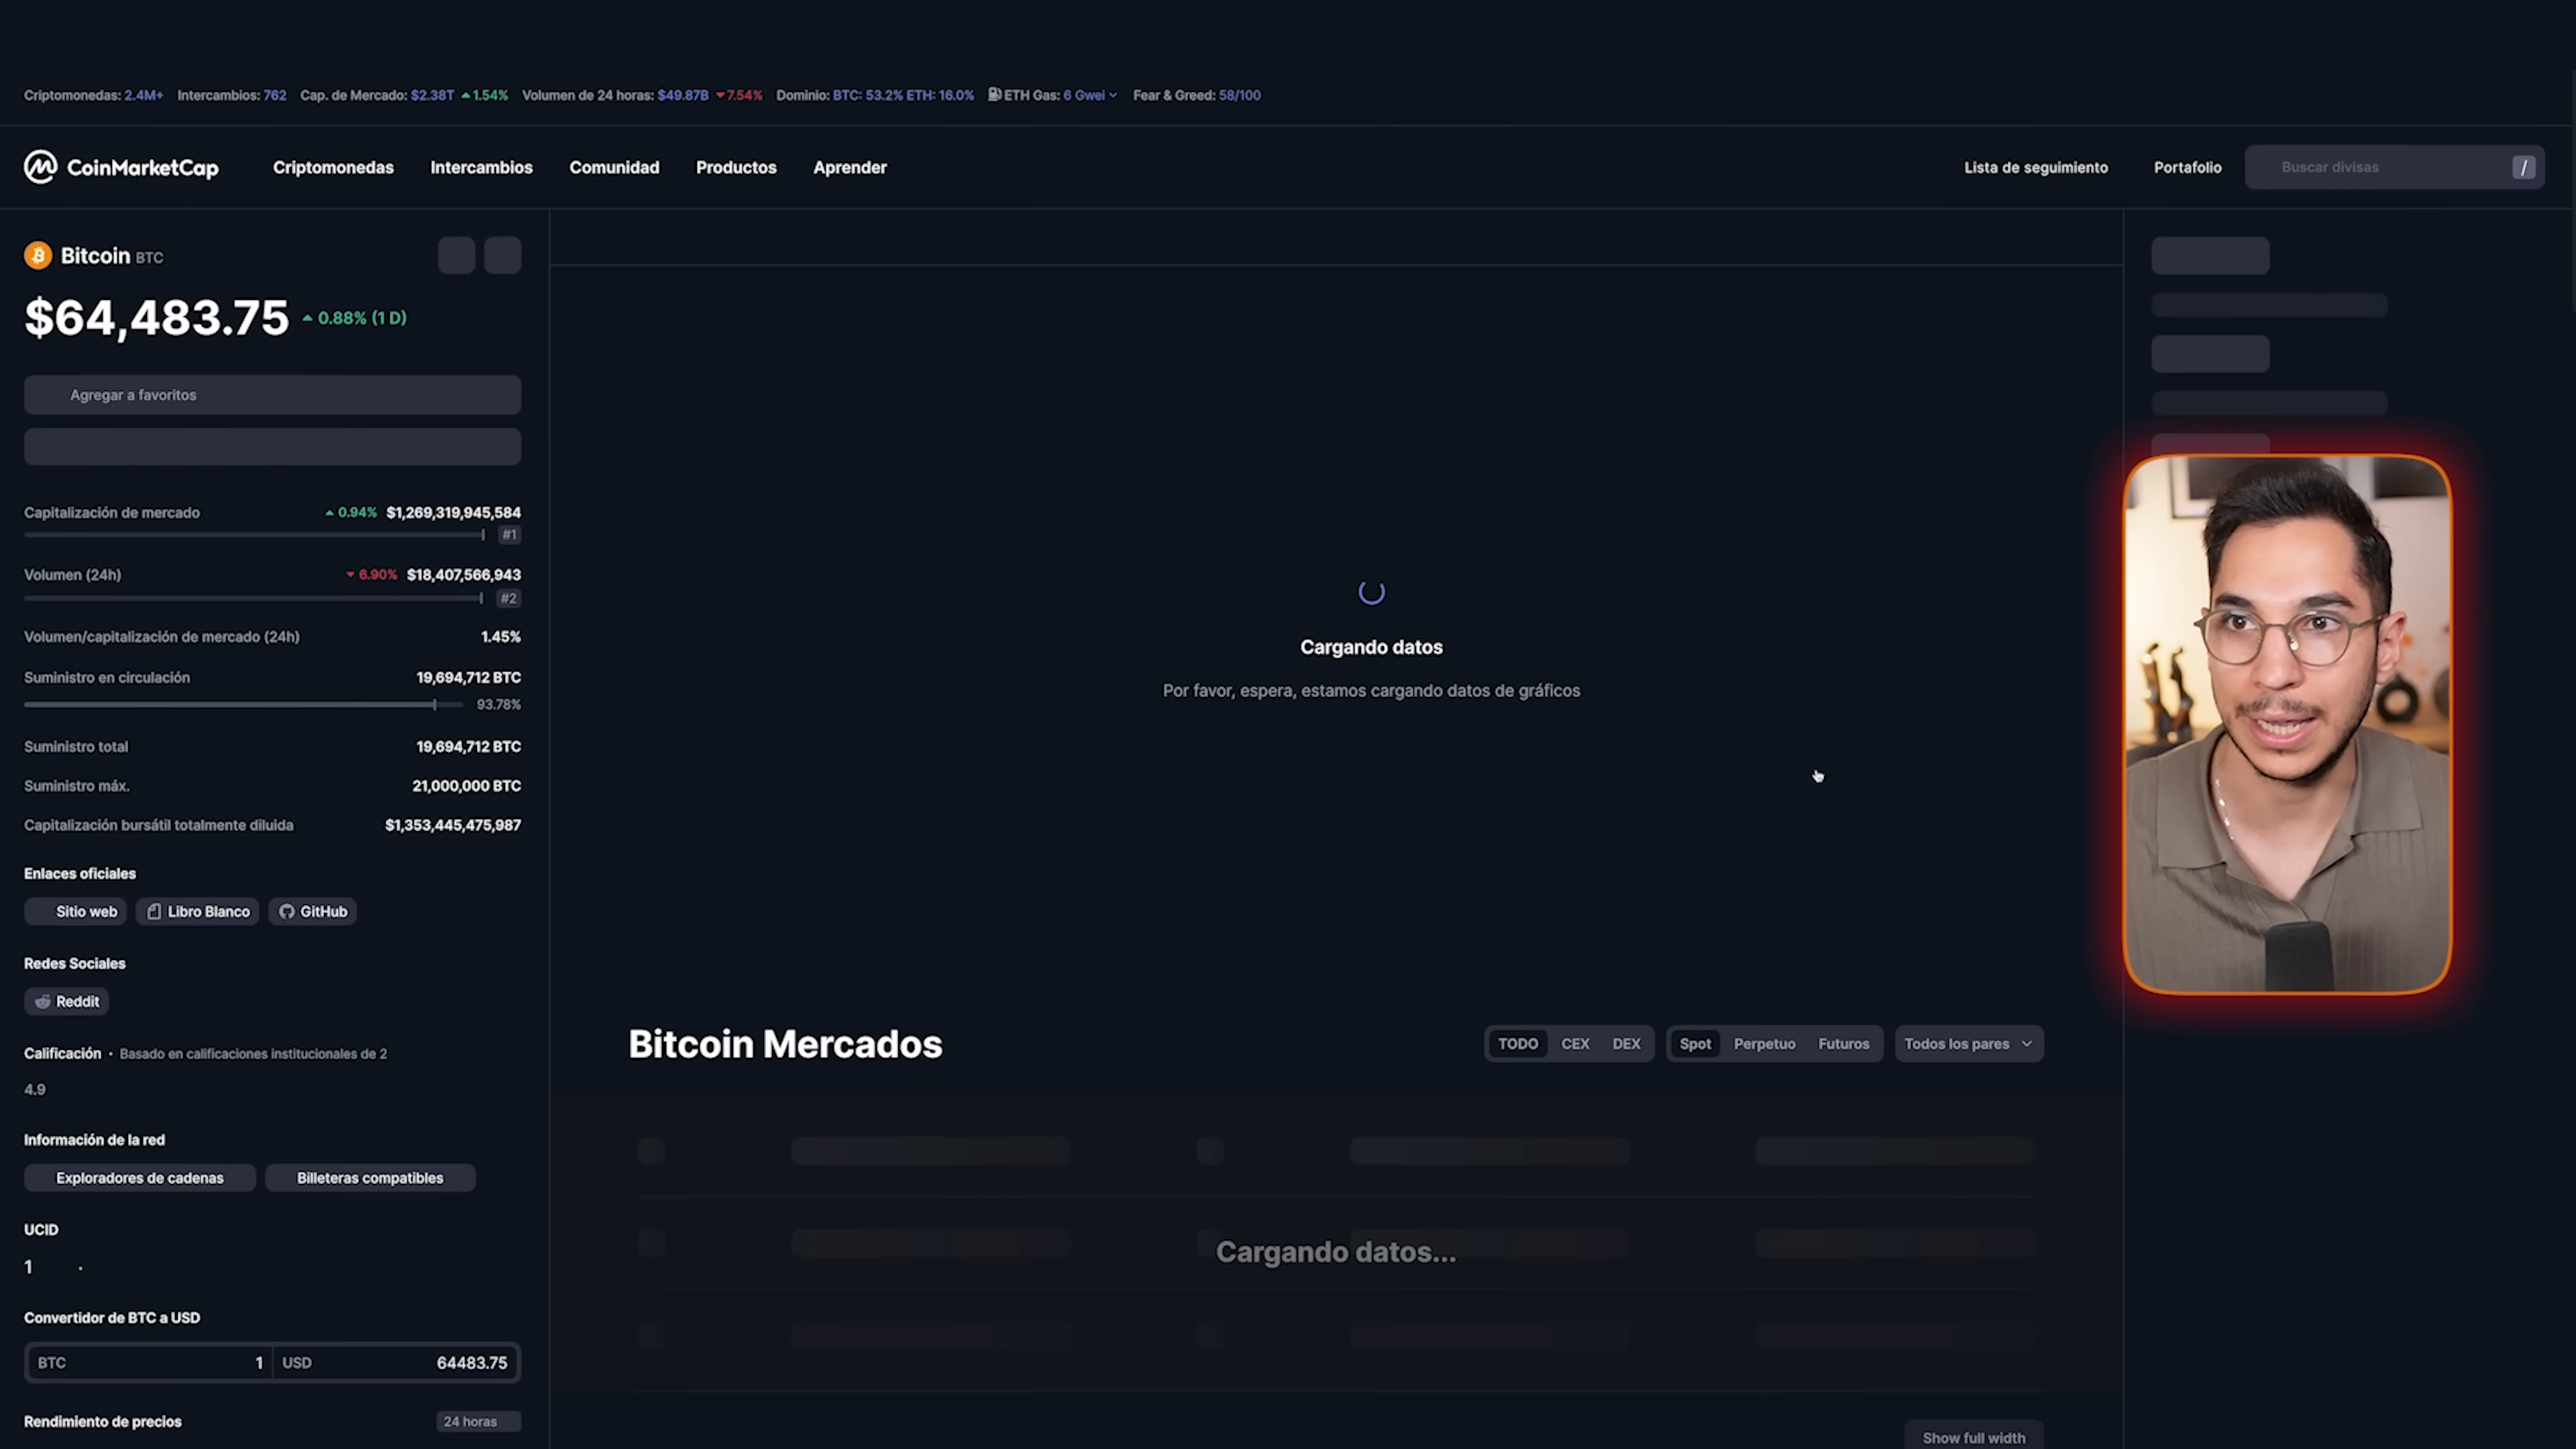 Criptomonedas: 2.4M+ Intercambios: 762 Cap. de Mercado: $2.38T 1.54% Volumen de 24 horas: $49.87B 7.54% Dominio: BTC: 53.2% ETH: 16.0% ETH Gas: 6 Gwei Fear & Greed: 58/100
CoinMarketCap Criptomonedas Intercambios Comunidad Productos Aprender Lista de seguimiento Portafolio Buscar divisas /
Bitcoin BTC
$64,483.75 0.88% (1 D)
Agregar a favoritos
Capitalización de mercado 0.94% $1,269,319,945,584
#1
Volumen (24h) 6.90% $18,407,566,943
#2
Volumen/capitalización de mercado (24h) 1.45%
Suministro en circulación 19,694,712 BTC
93.78%
Suministro total 19,694,712 BTC
Suministro máx. 21,000,000 BTC
Capitalización bursátil totalmente diluida $1,353,445,475,987
Enlaces oficiales
Sitio web Libro Blanco GitHub
Redes Sociales
Reddit
Calificación · Basado en calificaciones institucionales de 2
4.9
Información de la red
Exploradores de cadenas Billeteras compatibles
UCID
1
Convertidor de BTC a USD
BTC 1 USD 64483.75
Rendimiento de precios 24 horas
Cargando datos
Por favor, espera, estamos cargando datos de gráficos
Bitcoin Mercados TODO CEX DEX Spot Perpetuo Futuros Todos los pares
Cargando datos...
Show full width